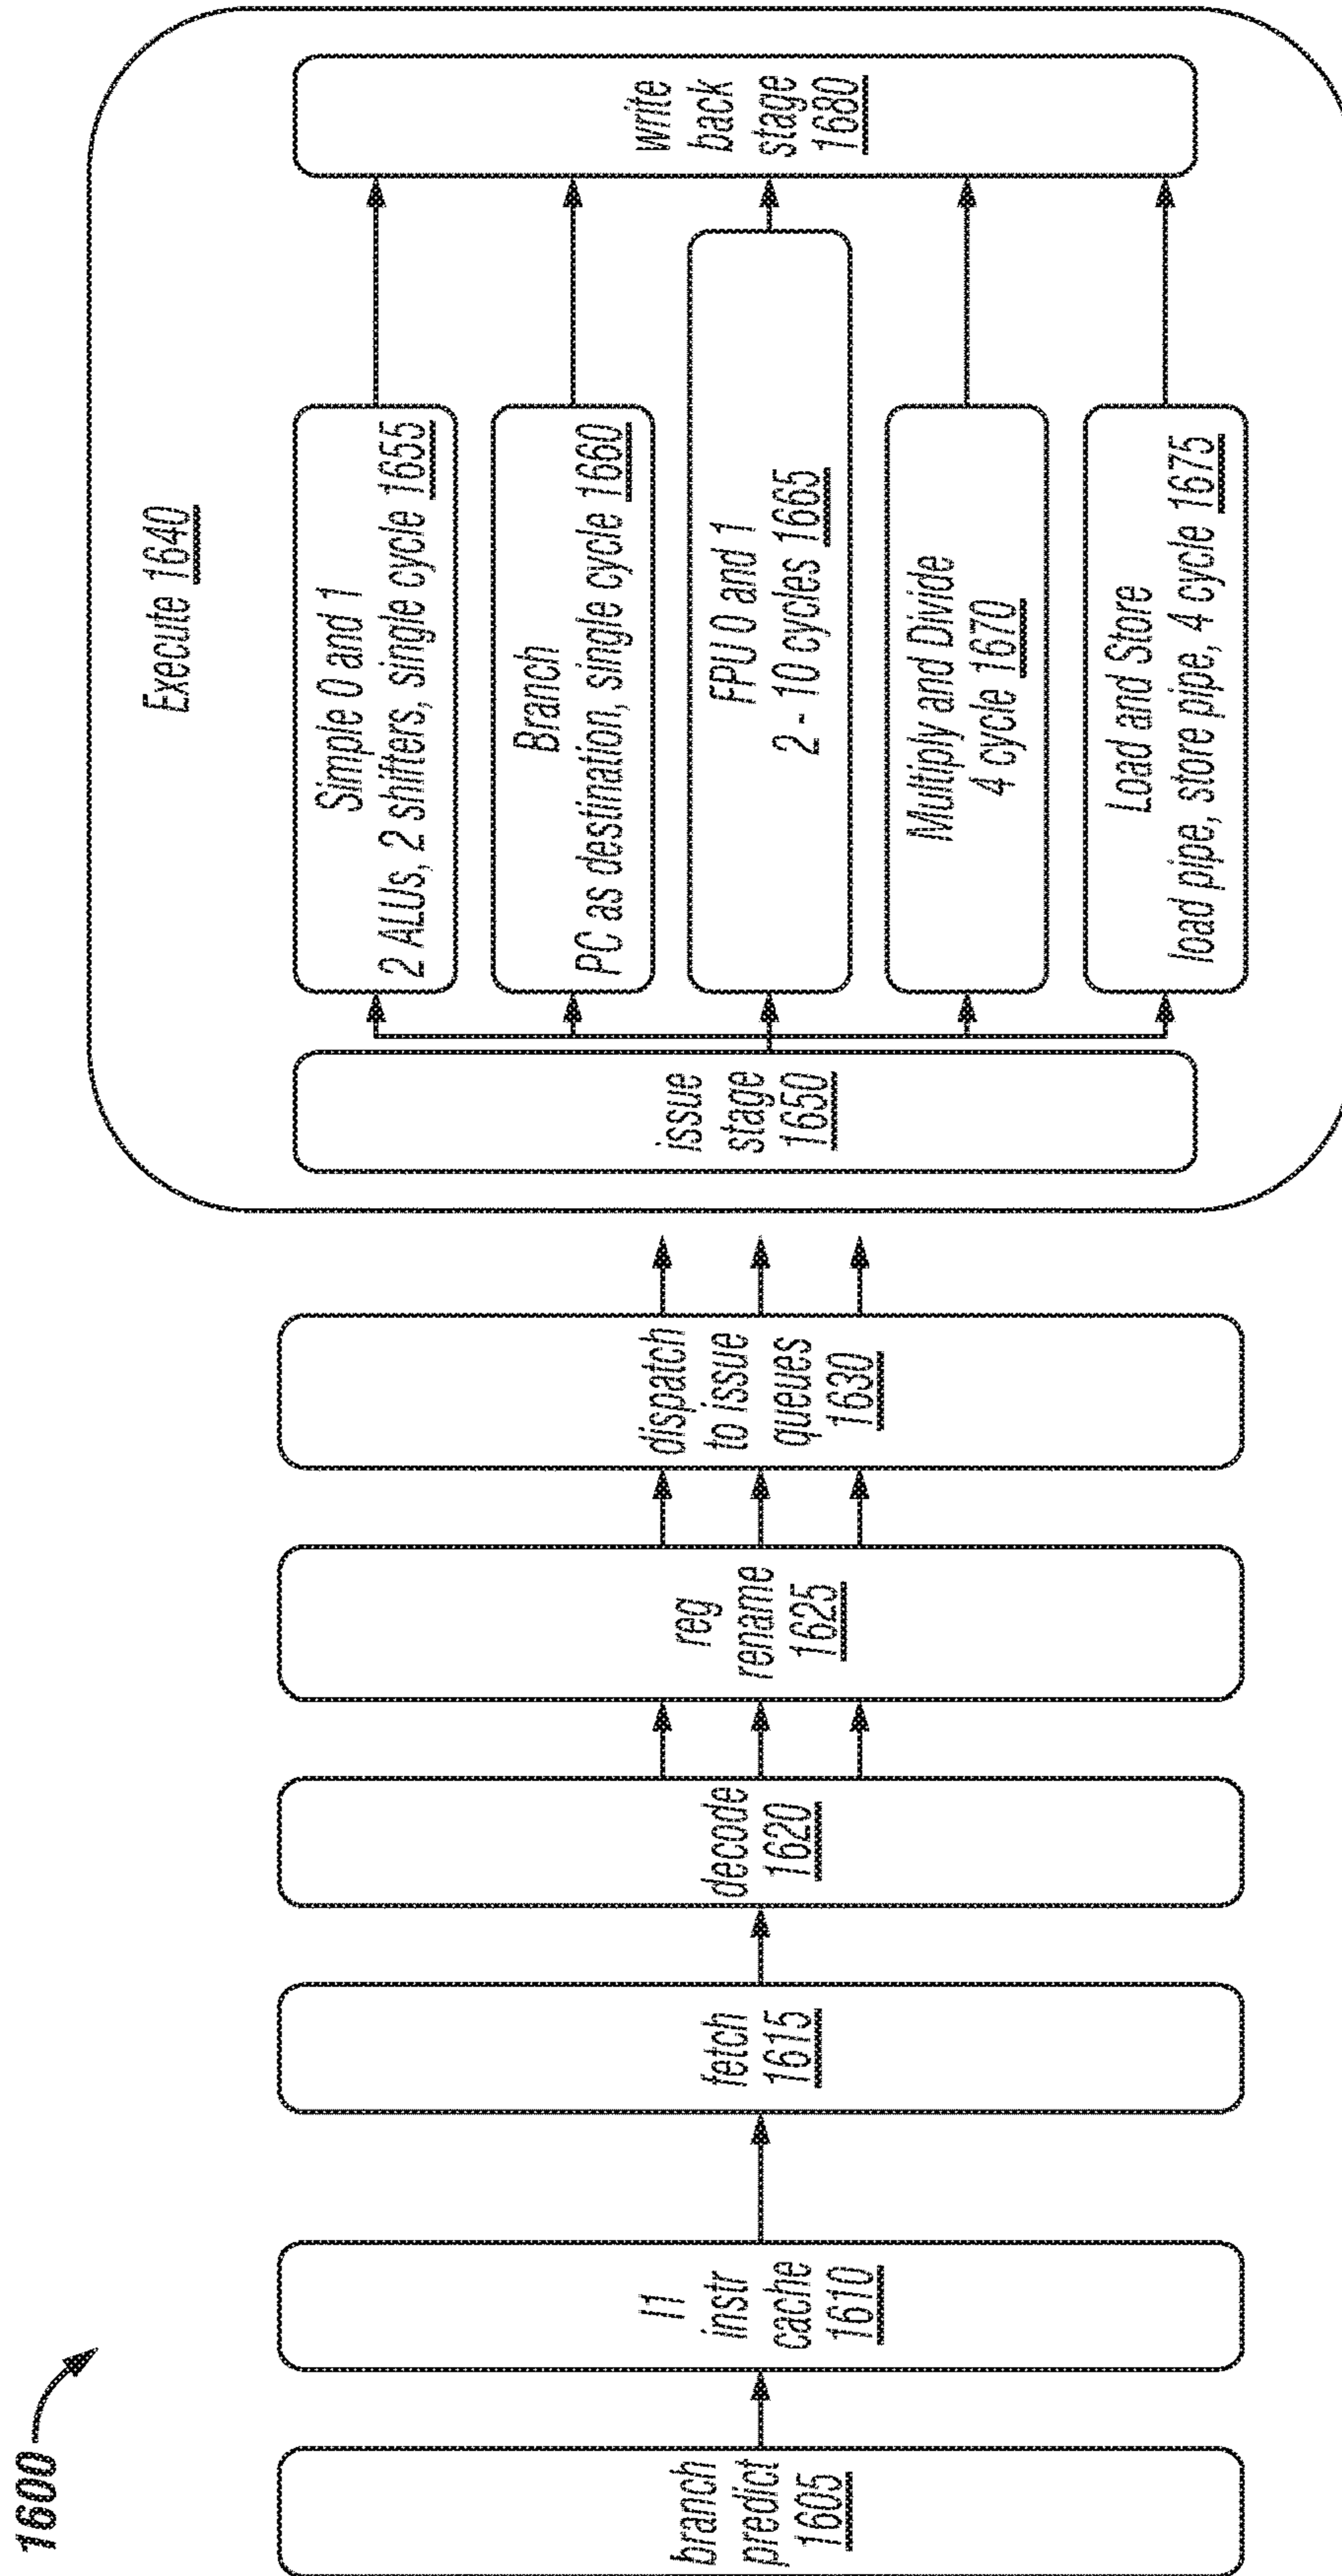 1600
branch
predict
1605
I1
instr
cache
1610
fetch
1615
decode
1620
reg
rename
1625
dispatch
to issue
queues
1630
Execute 1640
issue
stage
1650
Simple 0 and 1
2 ALUs, 2 shifters, single cycle 1655
Branch
PC as destination, single cycle 1660
FPU 0 and 1
2 - 10 cycles 1665
Multiply and Divide
4 cycle 1670
Load and Store
load pipe, store pipe, 4 cycle 1675
write
back
stage
1680